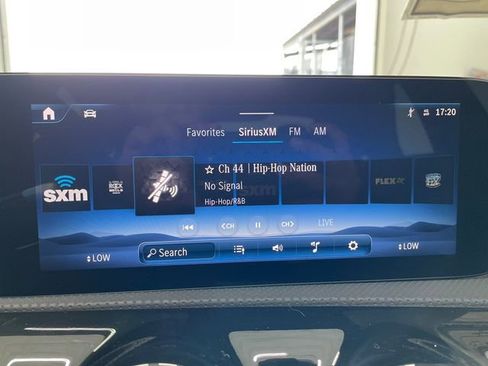 17:20
Favorites SiriusXM FM AM
Ch 44 | Hip-Hop Nation
No Signal
Hip-Hop/R&B
sxm
sxm
FLEX
CH CH LIVE
LOW Search LOW